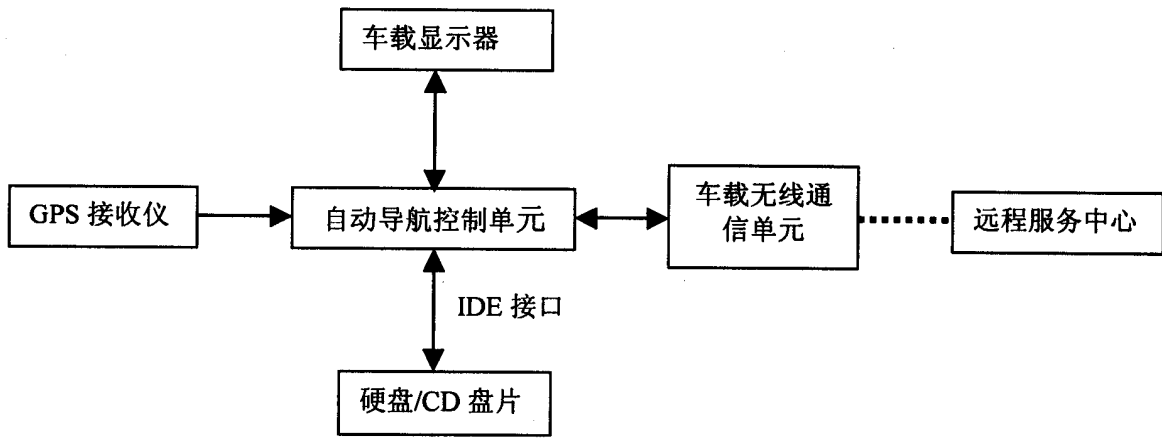 车载显示器
GPS 接收仪
自动导航控制单元
车载无线通
信单元
远程服务中心
IDE 接口
硬盘/CD 盘片